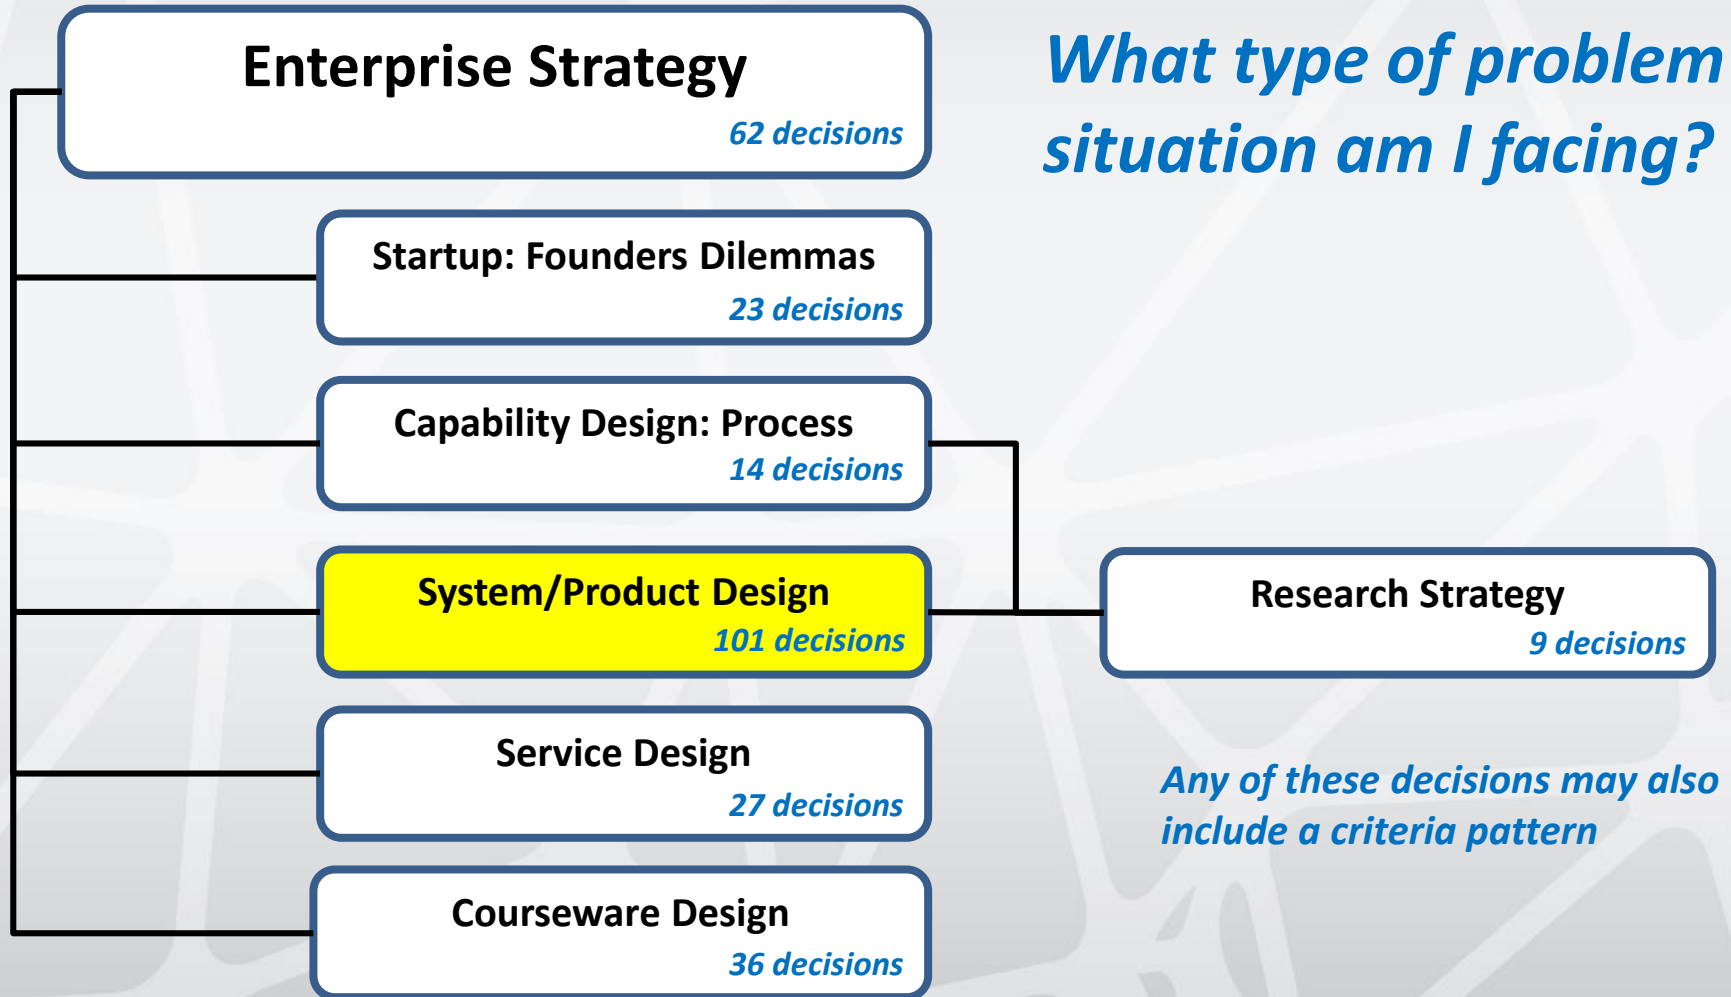 Enterprise Strategy
62 decisions
What type of problem
situation am I facing?
Startup: Founders Dilemmas
23 decisions
Capability Design: Process
14 decisions
System/Product Design
101 decisions
Research Strategy
9 decisions
Service Design
27 decisions
Any of these decisions may also
include a criteria pattern
Courseware Design
36 decisions